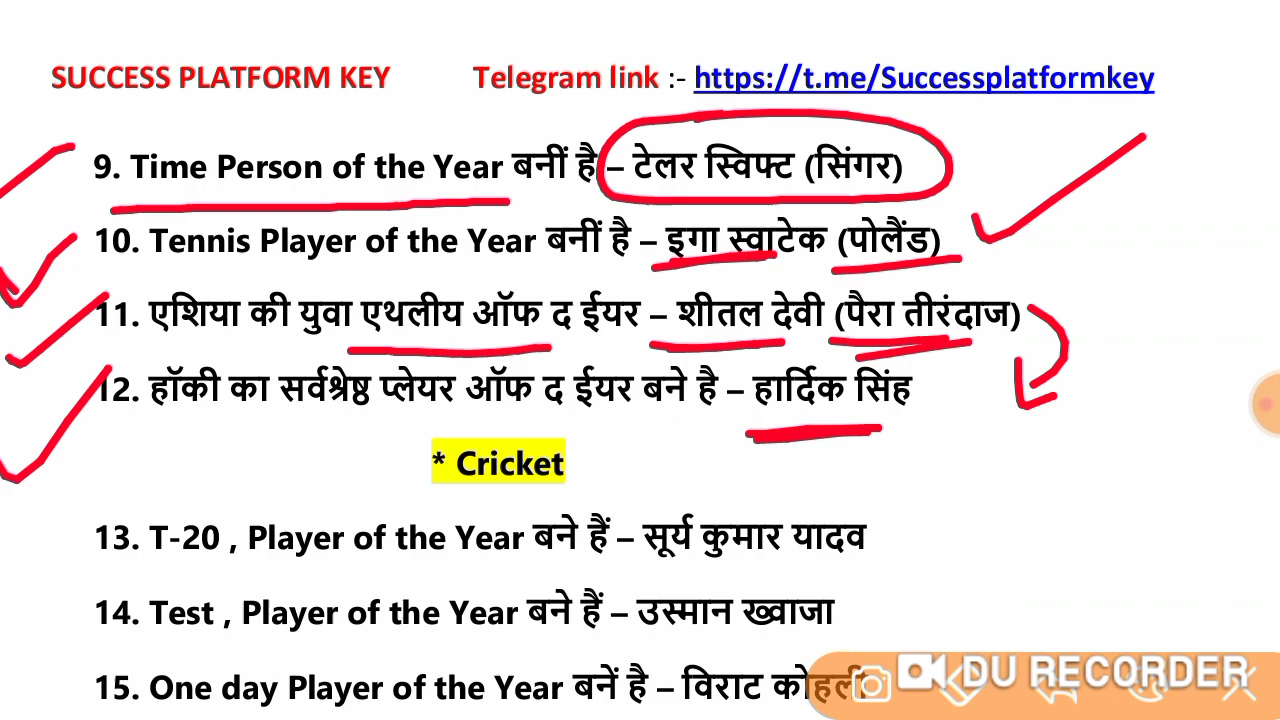 SUCCESS PLATFORM KEY Telegram link :- https://t.me/Successplatformkey
9. Time Person of the Year बनीं है – टेलर स्विफ्ट (सिंगर)
10. Tennis Player of the Year बनीं है – इगा स्वाटेक (पोलैंड)
11. एशिया की युवा एथलीय ऑफ द ईयर – शीतल देवी (पैरा तीरंदाज)
12. हॉकी का सर्वश्रेष्ठ प्लेयर ऑफ द ईयर बने है – हार्दिक सिंह
* Cricket
13. T-20 , Player of the Year बने हैं – सूर्य कुमार यादव
14. Test , Player of the Year बने हैं – उस्मान ख्वाजा
15. One day Player of the Year बनें है – विराट कोहली
DU RECORDER